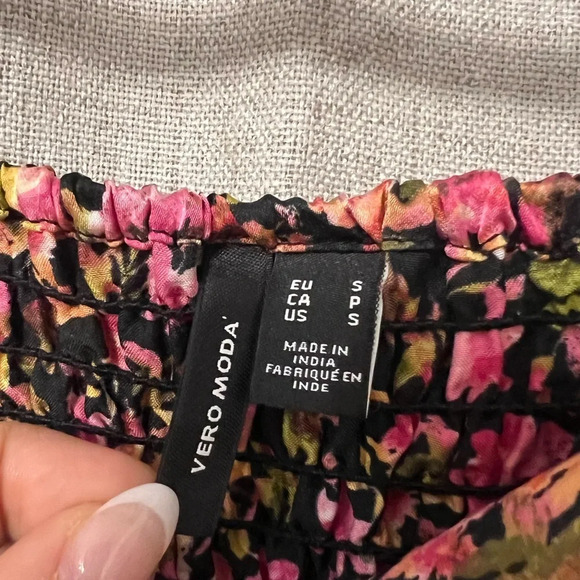 VERO MODA'
EU S
CA P
US S
MADE IN
INDIA
FABRIQUÉ EN
INDE